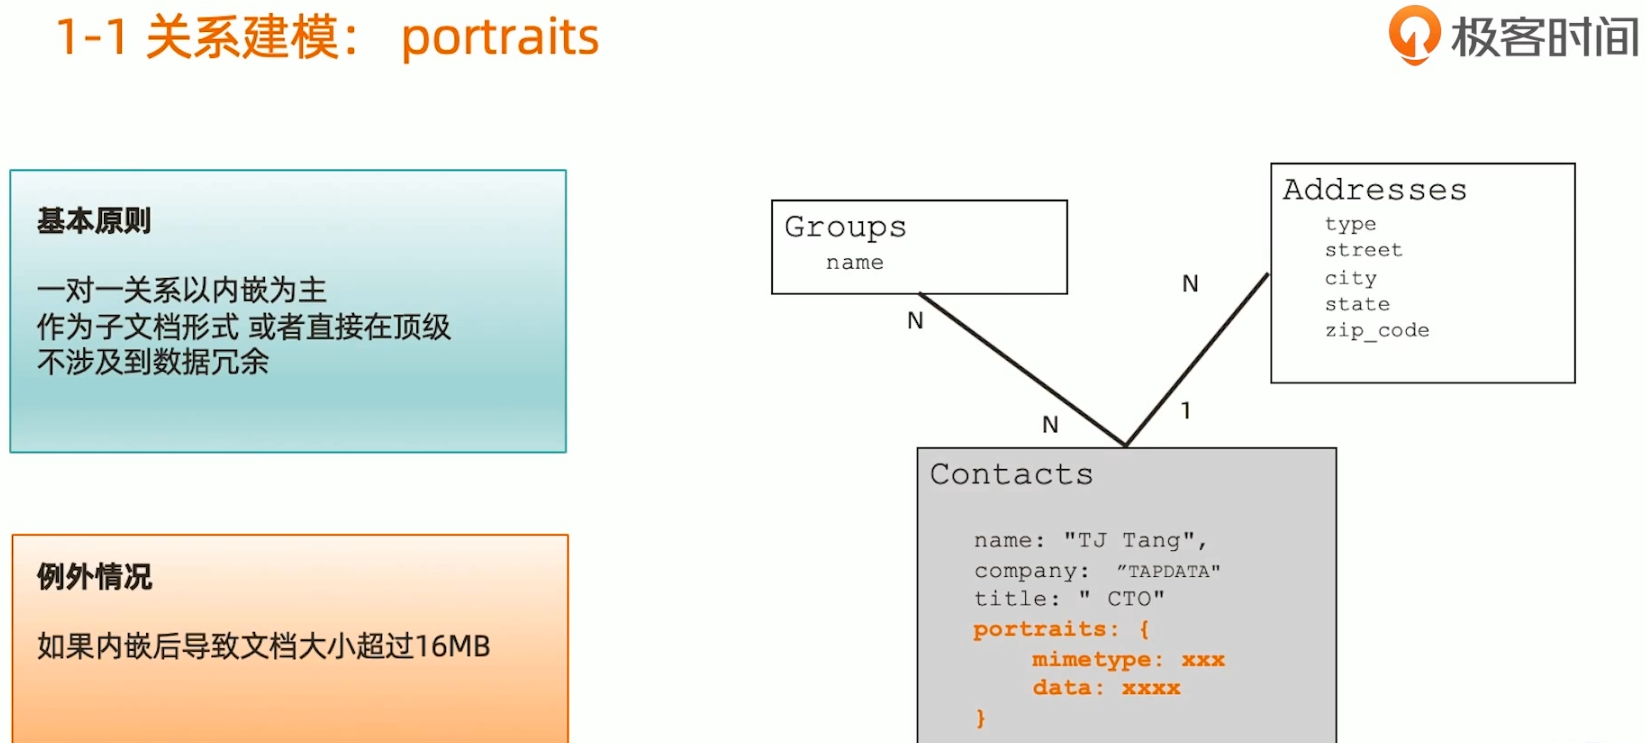 1-1 关系建模： portraits
极客时间
基本原则
一对一关系以内嵌为主
作为子文档形式 或者直接在顶级
不涉及到数据冗余
例外情况
如果内嵌后导致文档大小超过16MB
Groups
name
N
N
Addresses
type
street
city
state
zip_code
N
1
Contacts
name: "TJ Tang",
company: ”TAPDATA"
title: " CTO"
portraits: {
mimetype: xxx
data: xxxx
}